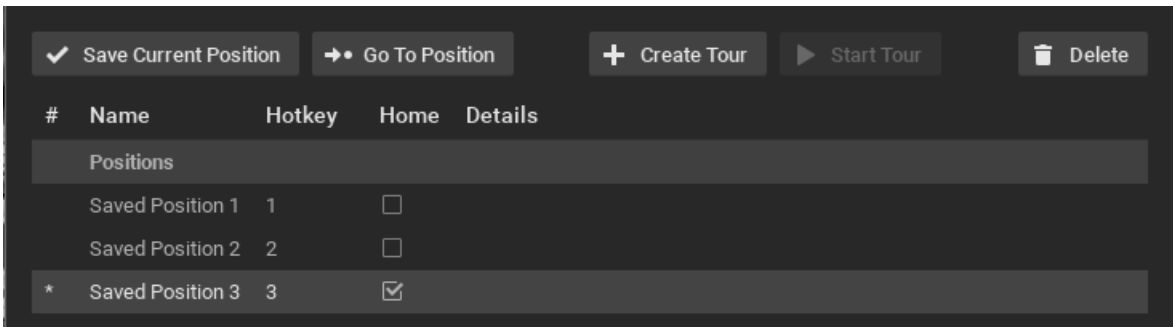 Save Current Position Go To Position Create Tour Start Tour Delete
# Name Hotkey Home Details
Positions
Saved Position 1 1
Saved Position 2 2
* Saved Position 3 3